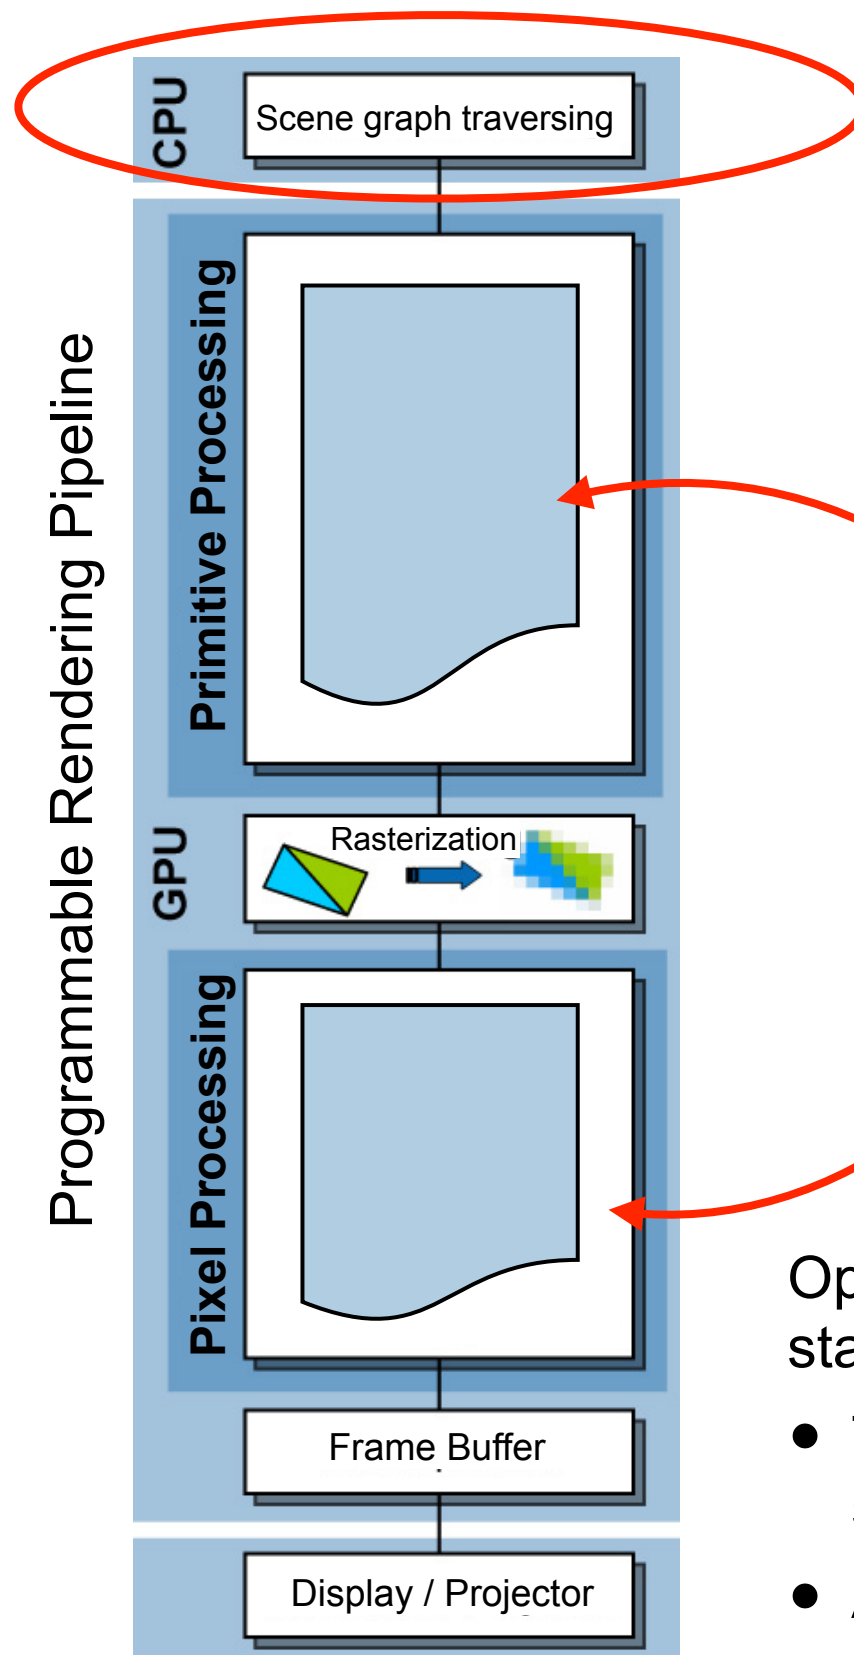 Programmable Rendering Pipeline
CPU
Scene graph traversing
Primitive Processing
GPU
Rasterization
Pixel Processing
Frame Buffer
Display / Projector